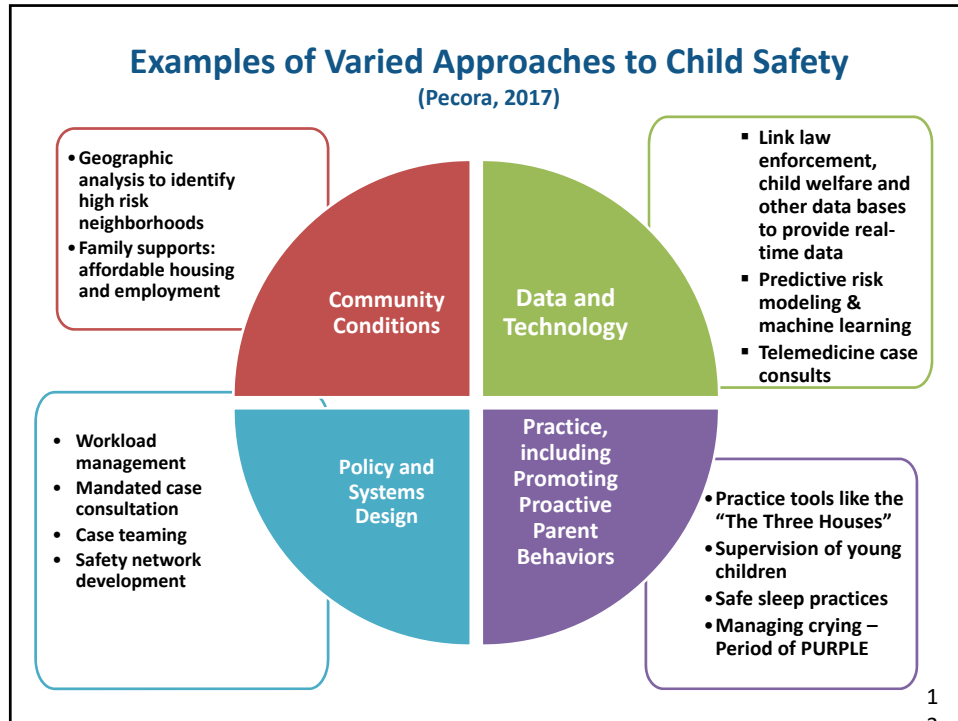 Examples of Varied Approaches to Child Safety
(Pecora, 2017)
•Geographic
analysis to identify
high risk
neighborhoods
•Family supports:
affordable housing
and employment
Community
Conditions
Data and
Technology
▪ Link law
enforcement,
child welfare and
other data bases
to provide real-
time data
▪ Predictive risk
modeling &
machine learning
▪ Telemedicine case
consults
• Workload
management
• Mandated case
consultation
• Case teaming
• Safety network
development
Policy and
Systems
Design
Practice,
including
Promoting
Proactive
Parent
Behaviors
•Practice tools like the
“The Three Houses”
•Supervision of young
children
•Safe sleep practices
•Managing crying –
Period of PURPLE
1